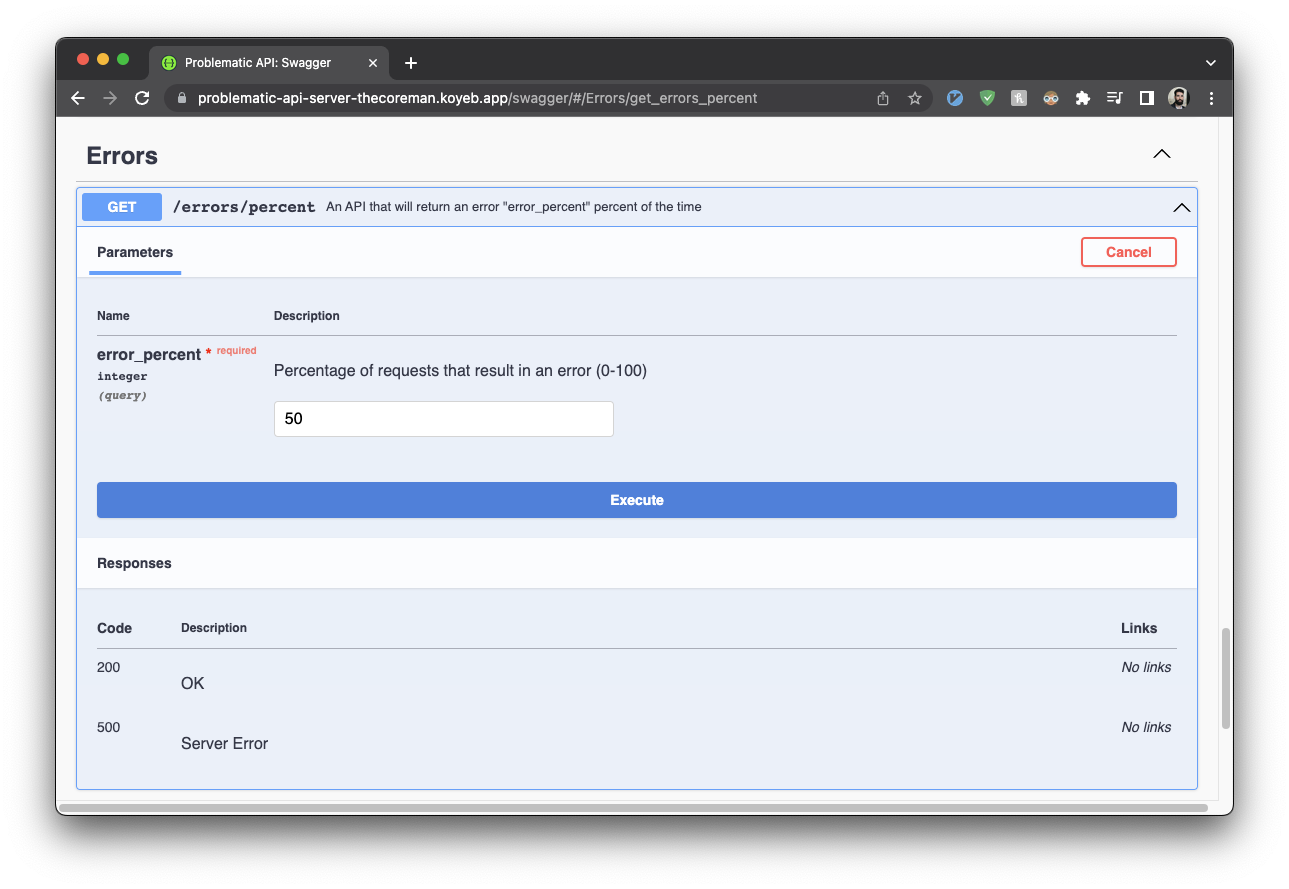 Problematic API: Swagger
problematic-api-server-thecoreman.koyeb.app/swagger/#/Errors/get_errors_percent
Errors
GET /errors/percent An API that will return an error "error_percent" percent of the time
Parameters Cancel
Name Description
error_percent * required
integer
(query)
Percentage of requests that result in an error (0-100)
50
Execute
Responses
Code Description Links
200 OK No links
500 Server Error No links